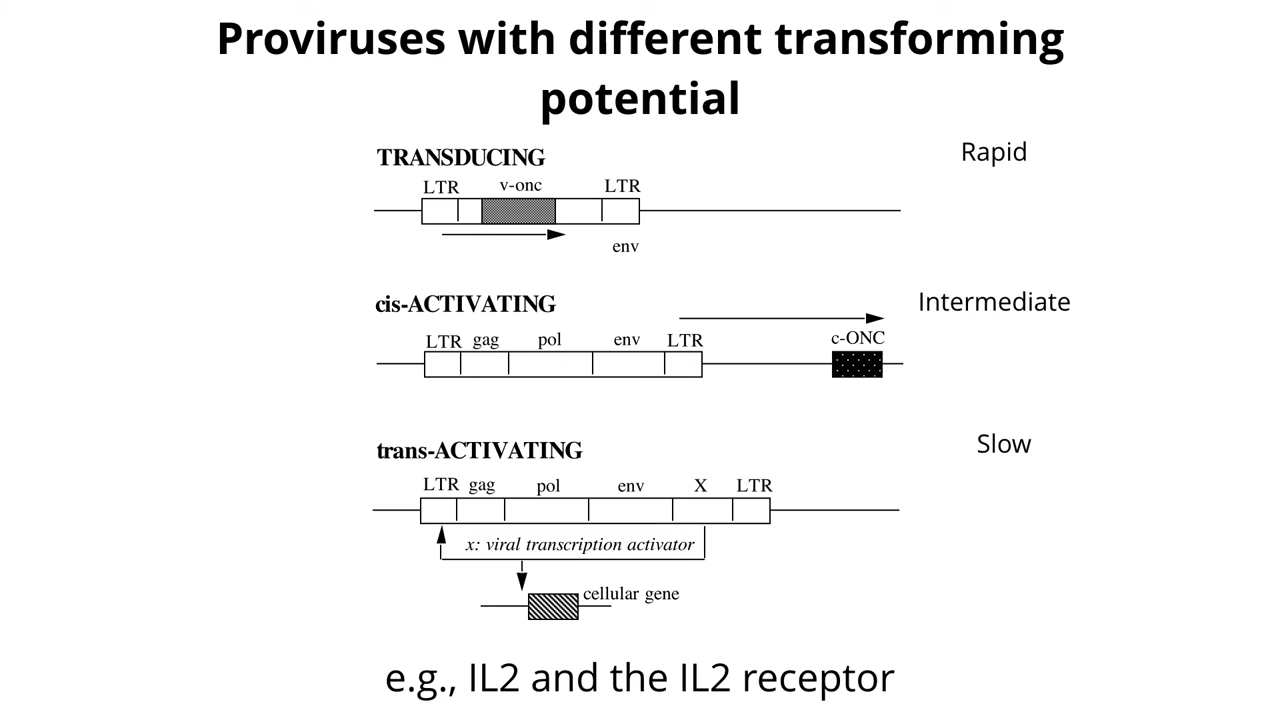 Proviruses with different transforming
potential
TRANSDUCING
Rapid
LTR v-onc LTR
env
cis-ACTIVATING
Intermediate
LTR gag pol env LTR c-ONC
trans-ACTIVATING
Slow
LTR gag pol env X LTR
x: viral transcription activator
cellular gene
e.g., IL2 and the IL2 receptor